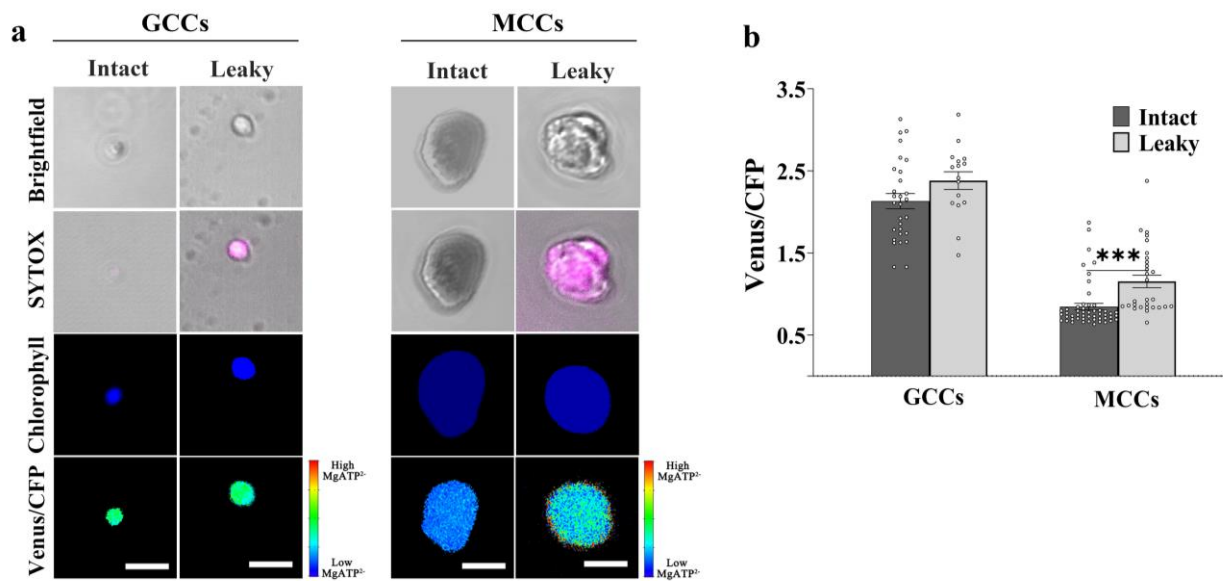 a
GCCs
MCCs
Intact
Leaky
Intact
Leaky
Brightfield
SYTOX
Chlorophyll
Venus/CFP
High
MgATP²⁻
Low
MgATP²⁻
High
MgATP²⁻
Low
MgATP²⁻
b
3.5
2.5
1.5
0.5
Venus/CFP
Intact
Leaky
***
GCCs
MCCs